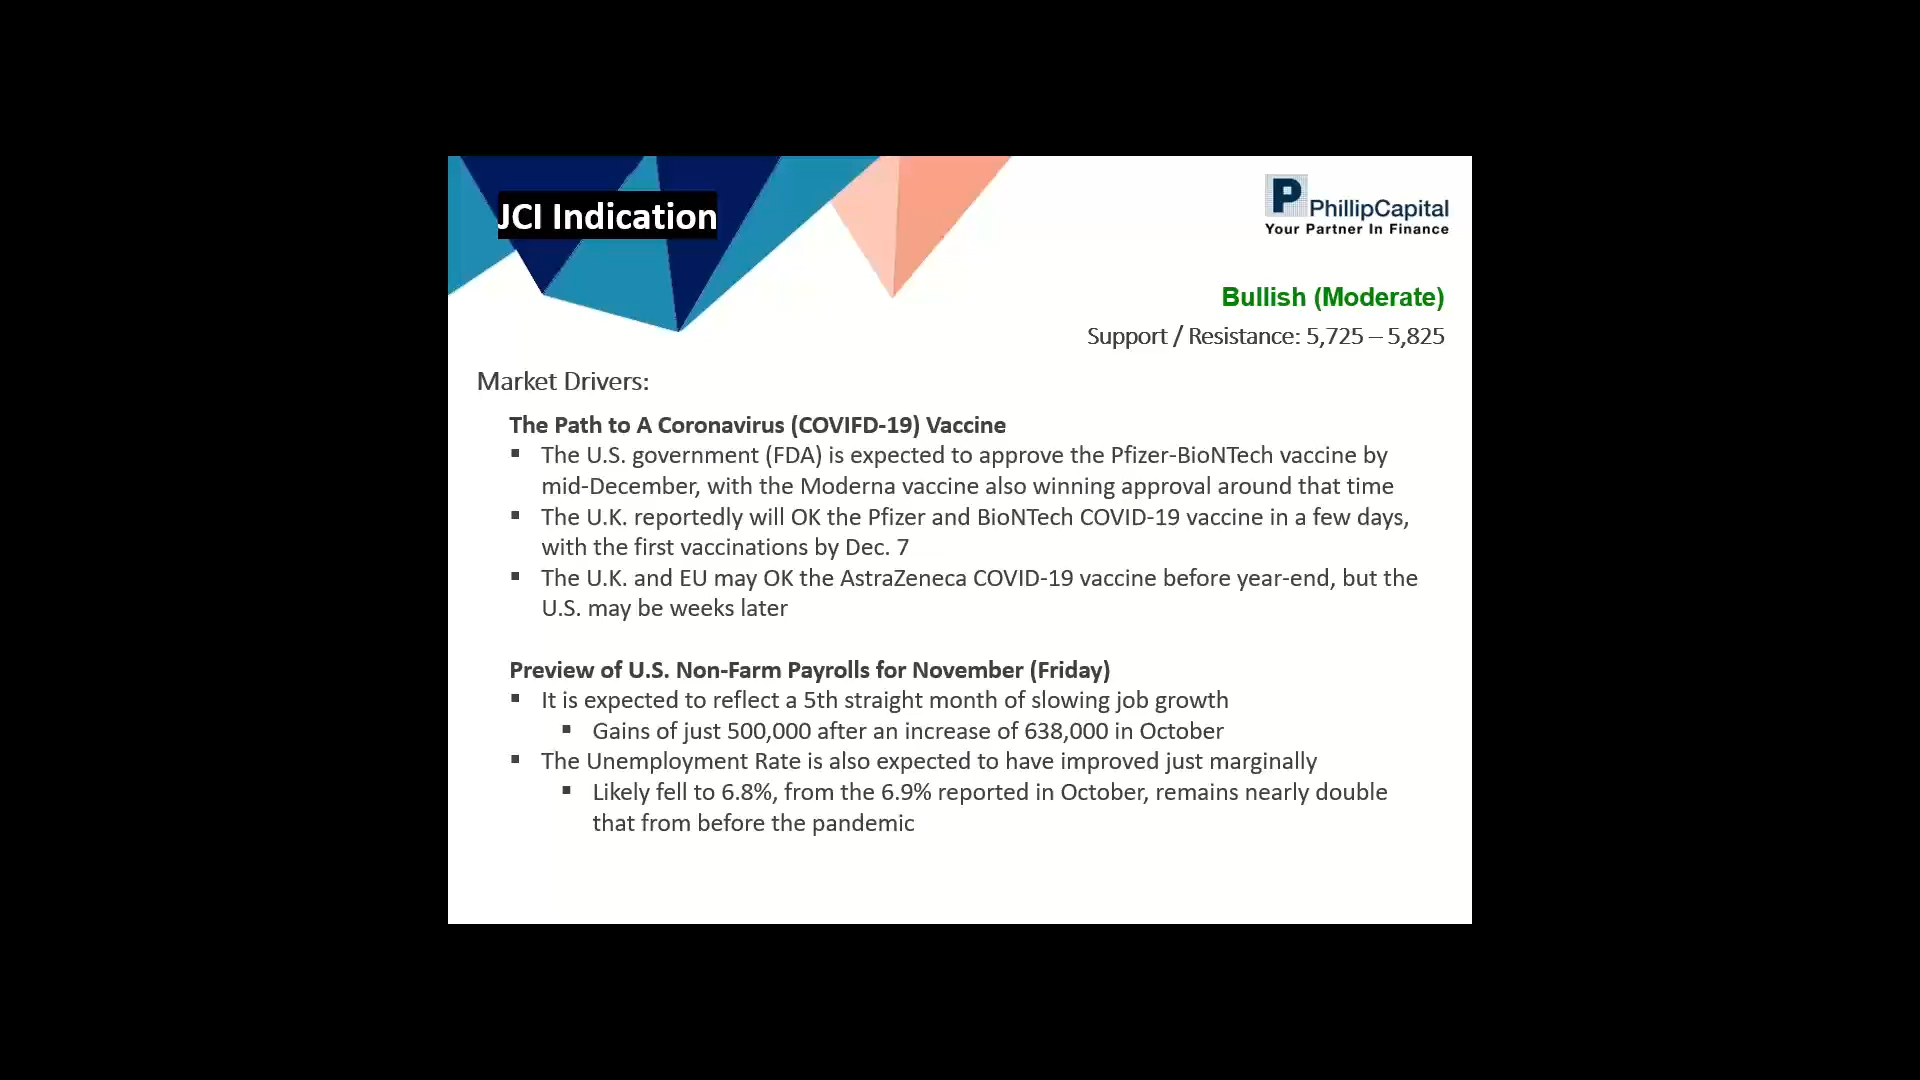 JCI Indication
P
PhillipCapital
Your Partner In Finance
Bullish (Moderate)
Support / Resistance: 5,725 – 5,825
Market Drivers:
The Path to A Coronavirus (COVIFD-19) Vaccine
▪ The U.S. government (FDA) is expected to approve the Pfizer-BioNTech vaccine by
mid-December, with the Moderna vaccine also winning approval around that time
▪ The U.K. reportedly will OK the Pfizer and BioNTech COVID-19 vaccine in a few days,
with the first vaccinations by Dec. 7
▪ The U.K. and EU may OK the AstraZeneca COVID-19 vaccine before year-end, but the
U.S. may be weeks later
Preview of U.S. Non-Farm Payrolls for November (Friday)
▪ It is expected to reflect a 5th straight month of slowing job growth
▪ Gains of just 500,000 after an increase of 638,000 in October
▪ The Unemployment Rate is also expected to have improved just marginally
▪ Likely fell to 6.8%, from the 6.9% reported in October, remains nearly double
that from before the pandemic